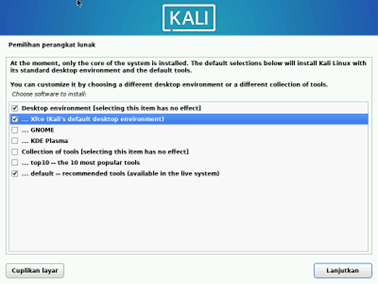 KALI
Pemilihan perangkat lunak
At the moment, only the core of the system is installed. The default selections below will install Kali Linux with
its standard desktop environment and the default tools.
You can customize it by choosing a different desktop environment or a different collection of tools.
Choose software to install:
Desktop environment [selecting this item has no effect]
... Xfce (Kali's default desktop environment)
... GNOME
... KDE Plasma
Collection of tools [selecting this item has no effect]
... top10 -- the 10 most popular tools
... default -- recommended tools (available in the live system)
Cuplikan layar
Lanjutkan